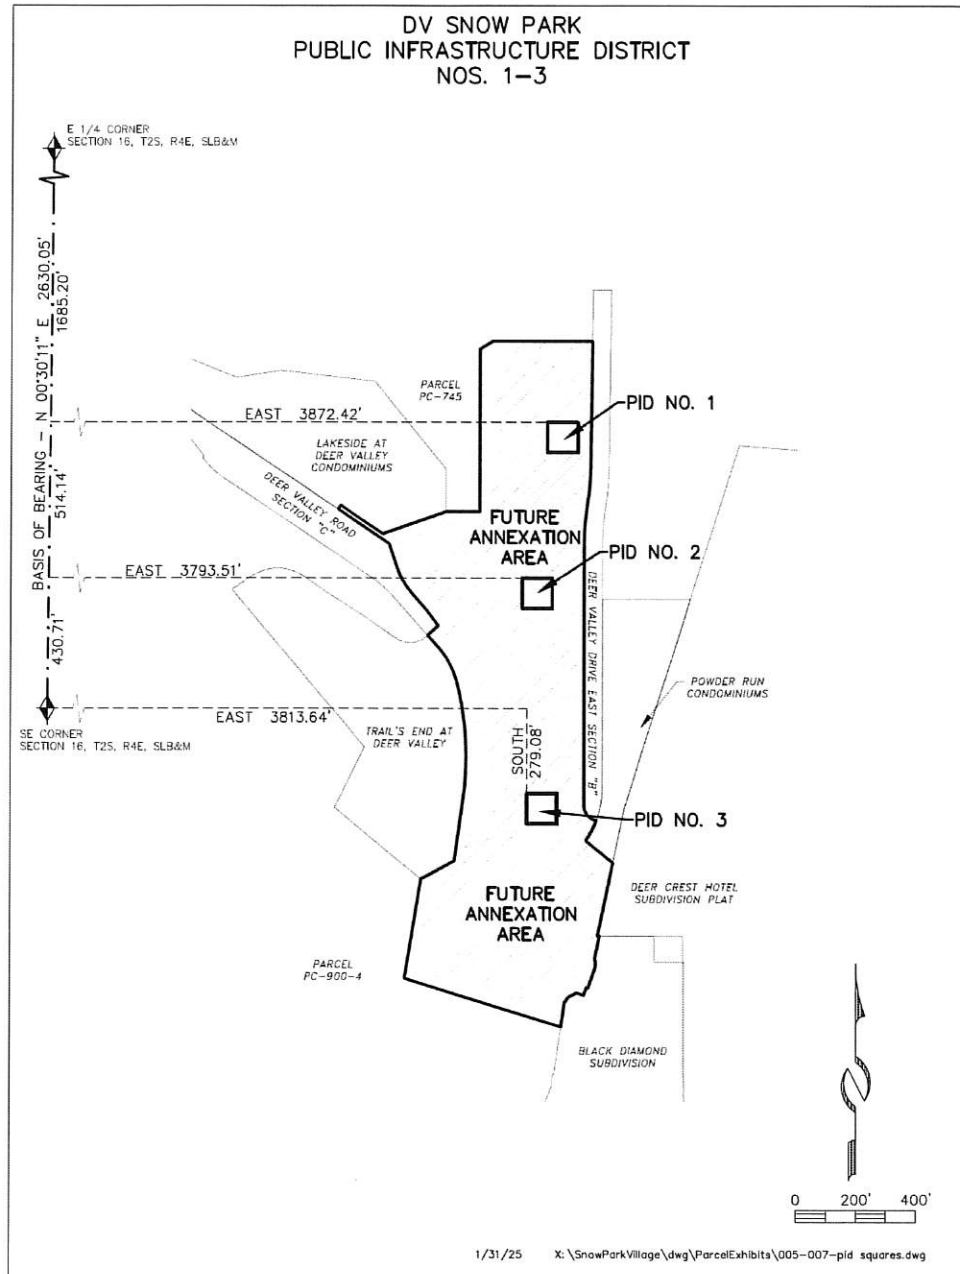 DV SNOW PARK
PUBLIC INFRASTRUCTURE DISTRICT
NOS. 1-3
E 1/4 CORNER
SECTION 16, T2S, R4E, SLB&M
BASIS OF BEARING - N 00°30'11" E 2630.05'
1685.20'
514.14'
430.71'
PARCEL
PC-745
EAST 3872.42'
PID NO. 1
LAKESIDE AT
DEER VALLEY
CONDOMINIUMS
DEER VALLEY ROAD
SECTION "C"
FUTURE
ANNEXATION
AREA
PID NO. 2
EAST 3793.51'
DEER VALLEY DRIVE EAST SECTION "B"
POWDER RUN
CONDOMINIUMS
EAST 3813.64'
SE CORNER
SECTION 16, T2S, R4E, SLB&M
TRAIL'S END AT
DEER VALLEY
SOUTH
279.08'
PID NO. 3
FUTURE
ANNEXATION
AREA
DEER CREST HOTEL
SUBDIVISION PLAT
PARCEL
PC-900-4
BLACK DIAMOND
SUBDIVISION
0 200' 400'
1/31/25 X:\SnowParkVillage\dwg\ParcelExhibits\005-007-pid squares.dwg